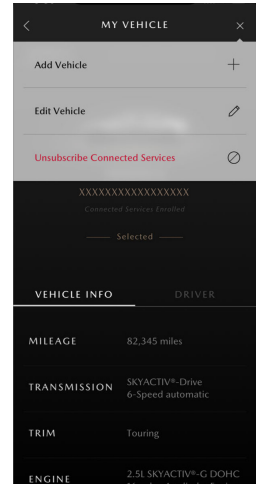 MY VEHICLE
Add Vehicle
Edit Vehicle
Unsubscribe Connected Services
XXXXXXXXXXXXXXXXX
Connected Services Enrolled
Selected
VEHICLE INFO DRIVER
MILEAGE 82,345 miles
TRANSMISSION SKYACTIV®-Drive
6-Speed automatic
TRIM Touring
ENGINE 2.5L SKYACTIV®-G DOHC